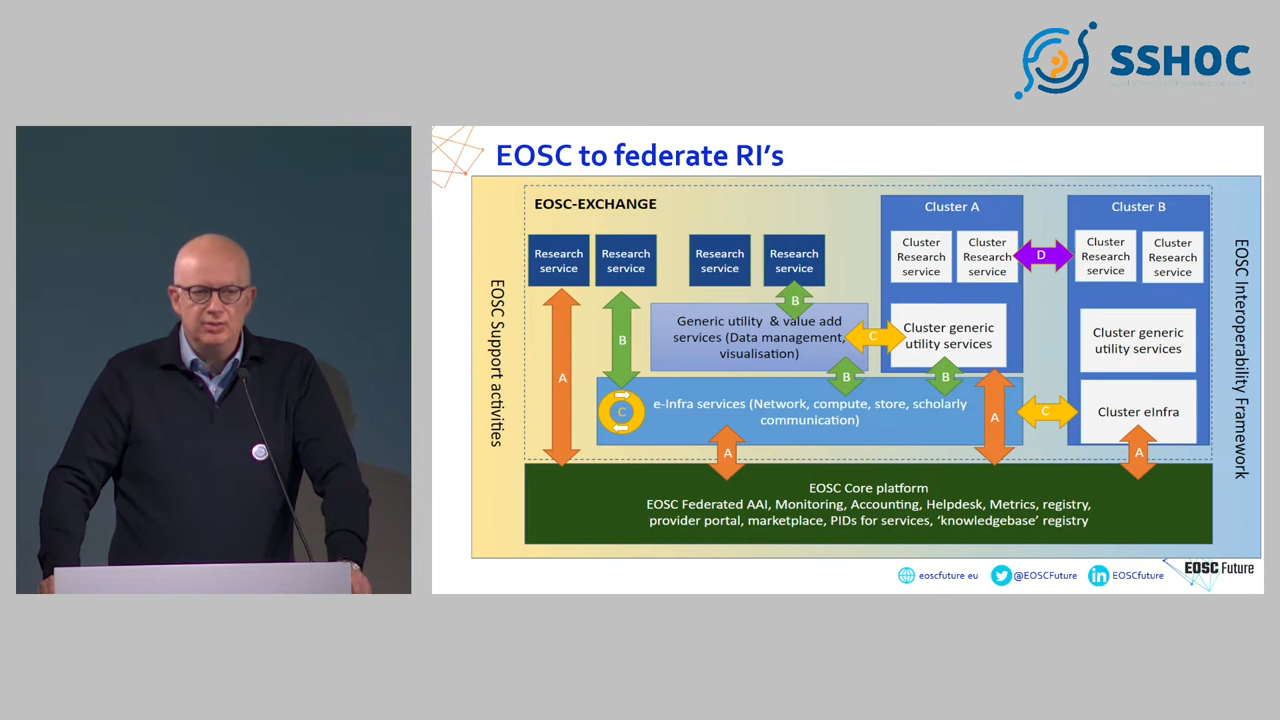 SSHOC
EOSC to federate RI's
EOSC-EXCHANGE
Cluster A
Cluster B
Research
service
Research
service
Research
service
Research
service
Cluster
Research
service
Cluster
Research
service
D
Cluster
Research
service
Cluster
Research
service
EOSC Support activities
EOSC Interoperability Framework
B
Generic utility & value add
services (Data management,
visualisation)
C
Cluster generic
utility services
Cluster generic
utility services
B
A
B
B
C
e-Infra services (Network, compute, store, scholarly
communication)
A
C
Cluster eInfra
A
A
EOSC Core platform
EOSC Federated AAI, Monitoring, Accounting, Helpdesk, Metrics, registry,
provider portal, marketplace, PIDs for services, 'knowledgebase' registry
eoscfuture eu
@EOSCFuture
EOSCfuture
EOSC Future